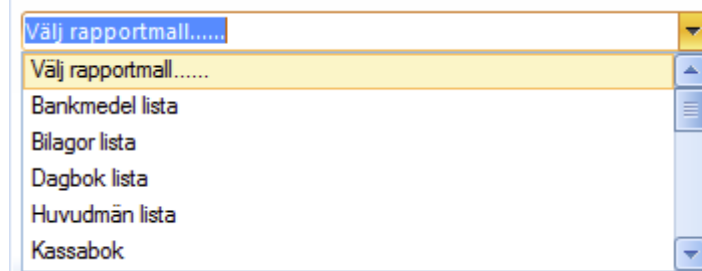 Välj rapportmall......
Välj rapportmall......
Bankmedel lista
Bilagor lista
Dagbok lista
Huvudmän lista
Kassabok